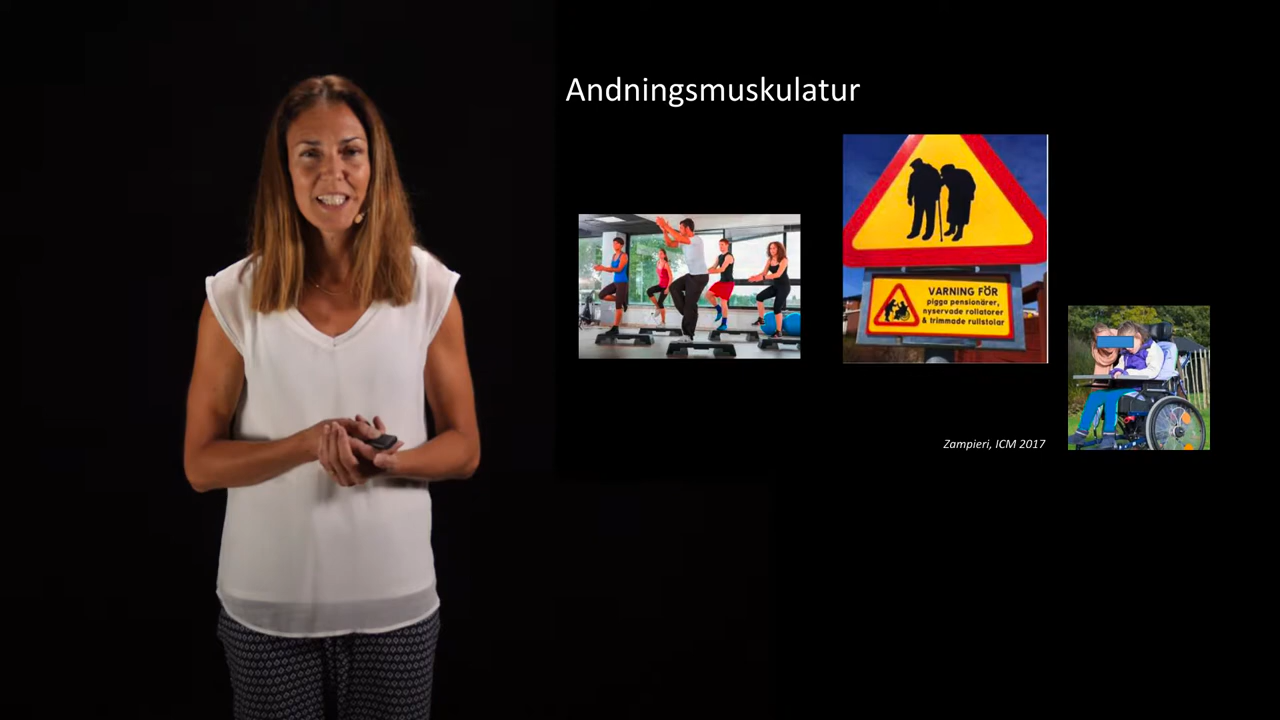 Andningsmuskulatur
VARNING FÖR
pigga pensionärer,
nyservade rollatorer
& trimmade rullstolar
Zampieri, ICM 2017